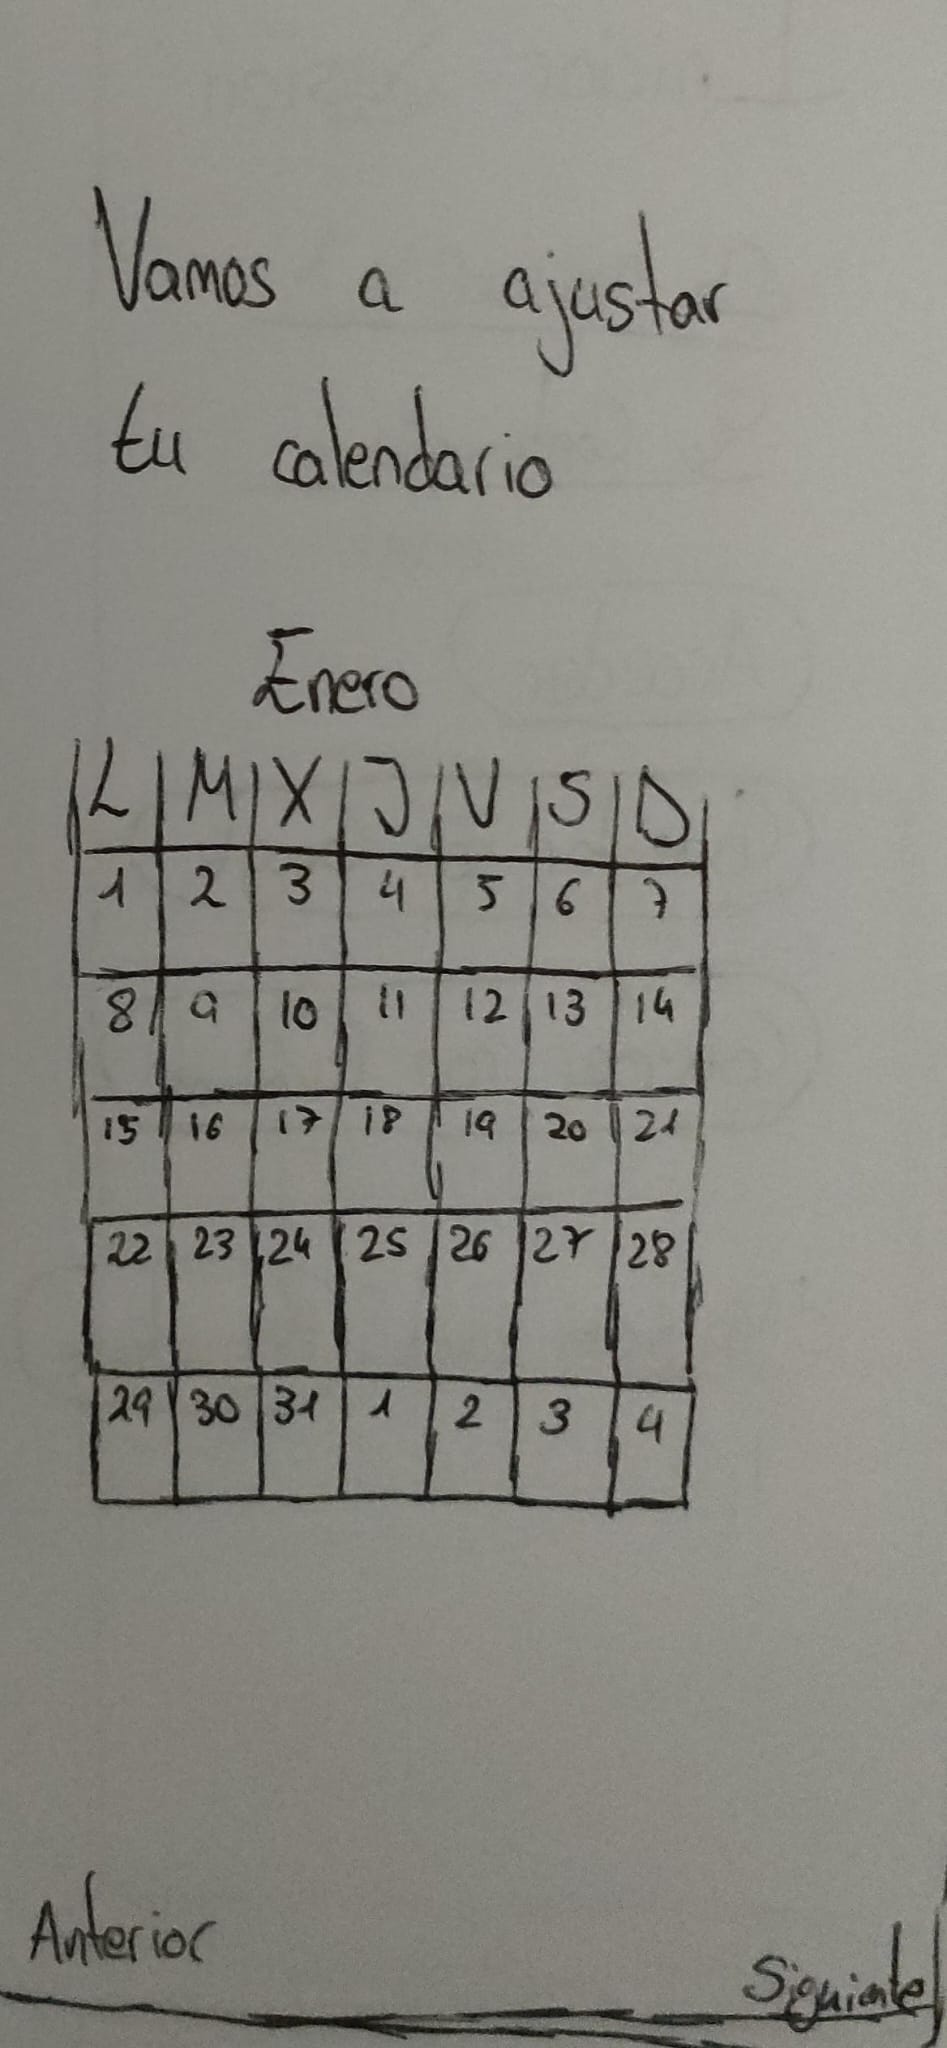 Vamos a ajustar
tu calendario
Enero
L M X J V S D
1 2 3 4 5 6 7
8 9 10 11 12 13 14
15 16 17 18 19 20 21
22 23 24 25 26 27 28
29 30 31 1 2 3 4
Anterior
Siguiente